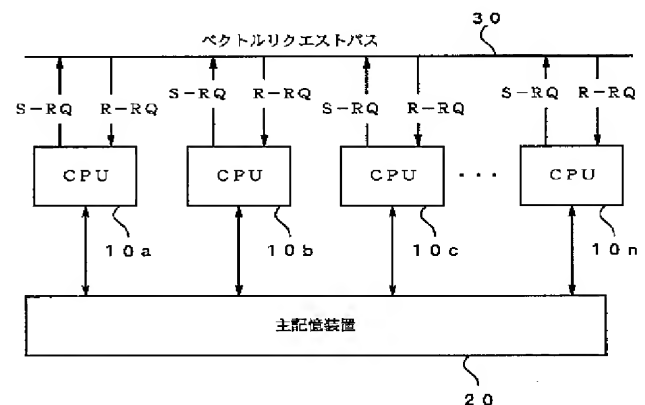 30
ベクトルリクエストパス
S-RQ R-RQ S-RQ R-RQ S-RQ R-RQ S-RQ R-RQ
CPU CPU CPU ・・・ CPU
10a 10b 10c 10n
主記憶装置
20